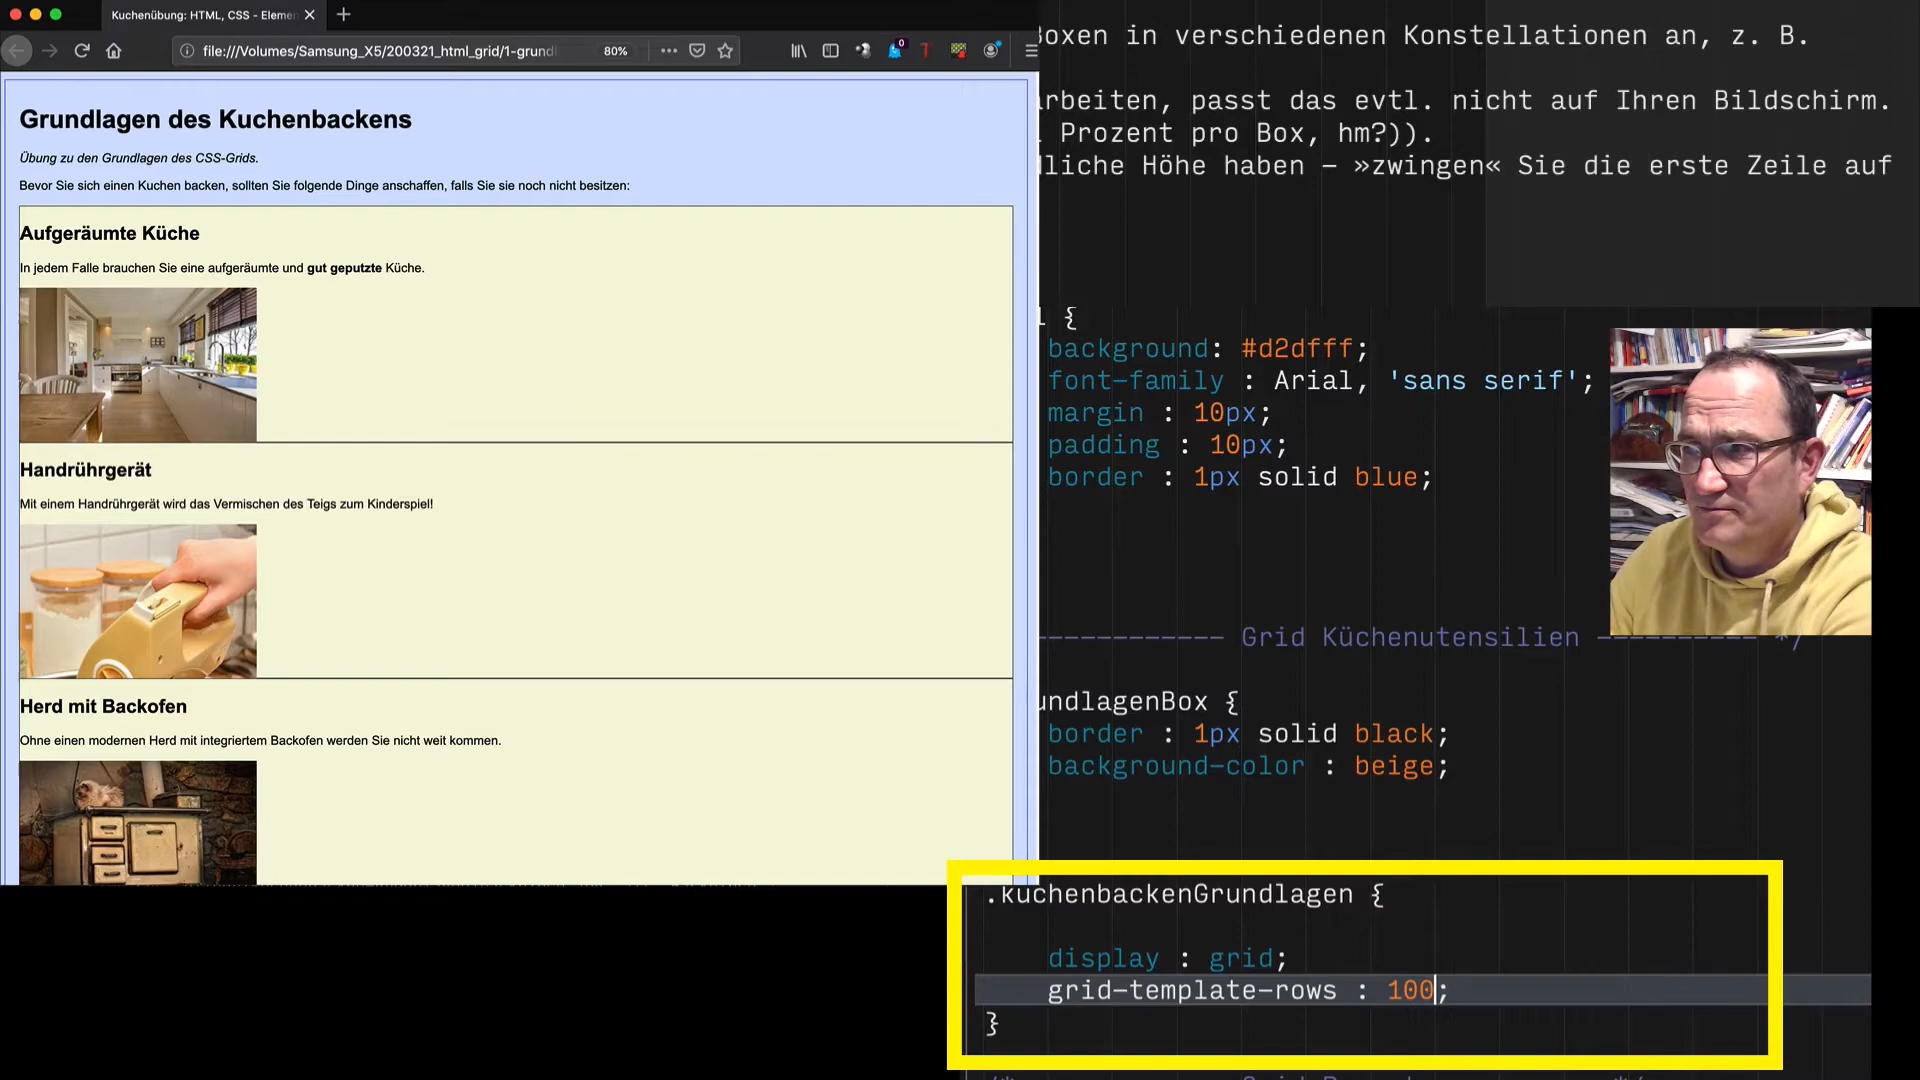 Kuchenübung: HTML, CSS - Elemen
file:///Volumes/Samsung_X5/200321_html_grid/1-grund
80%
0
Grundlagen des Kuchenbackens
Übung zu den Grundlagen des CSS-Grids.
Bevor Sie sich einen Kuchen backen, sollten Sie folgende Dinge anschaffen, falls Sie sie noch nicht besitzen:
Aufgeräumte Küche
In jedem Falle brauchen Sie eine aufgeräumte und gut geputzte Küche.
Handrührgerät
Mit einem Handrührgerät wird das Vermischen des Teigs zum Kinderspiel!
Herd mit Backofen
Ohne einen modernen Herd mit integriertem Backofen werden Sie nicht weit kommen.
Boxen in verschiedenen Konstellationen an, z. B.
arbeiten, passt das evtl. nicht auf Ihren Bildschirm.
Prozent pro Box, hm?)).
dliche Höhe haben – »zwingen« Sie die erste Zeile auf
l {
background: #d2dfff;
font-family : Arial, 'sans serif';
margin : 10px;
padding : 10px;
border : 1px solid blue;
------------ Grid Küchenutensilien ---------- */
undlagenBox {
border : 1px solid black;
background-color : beige;
.kuchenbackenGrundlagen {
display : grid;
grid-template-rows : 100;
}